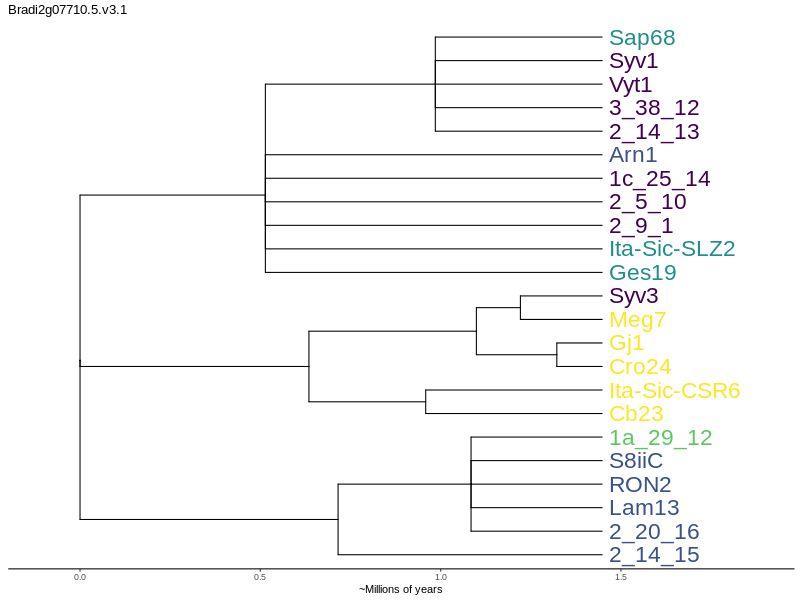 Bradi2g07710.5.v3.1
Sap68
Syv1
Vyt1
3_38_12
2_14_13
Arn1
1c_25_14
2_5_10
2_9_1
Ita-Sic-SLZ2
Ges19
Syv3
Meg7
Gj1
Cro24
Ita-Sic-CSR6
Cb23
1a_29_12
S8iiC
RON2
Lam13
2_20_16
2_14_15
0.0 0.5 1.0 1.5
~Millions of years